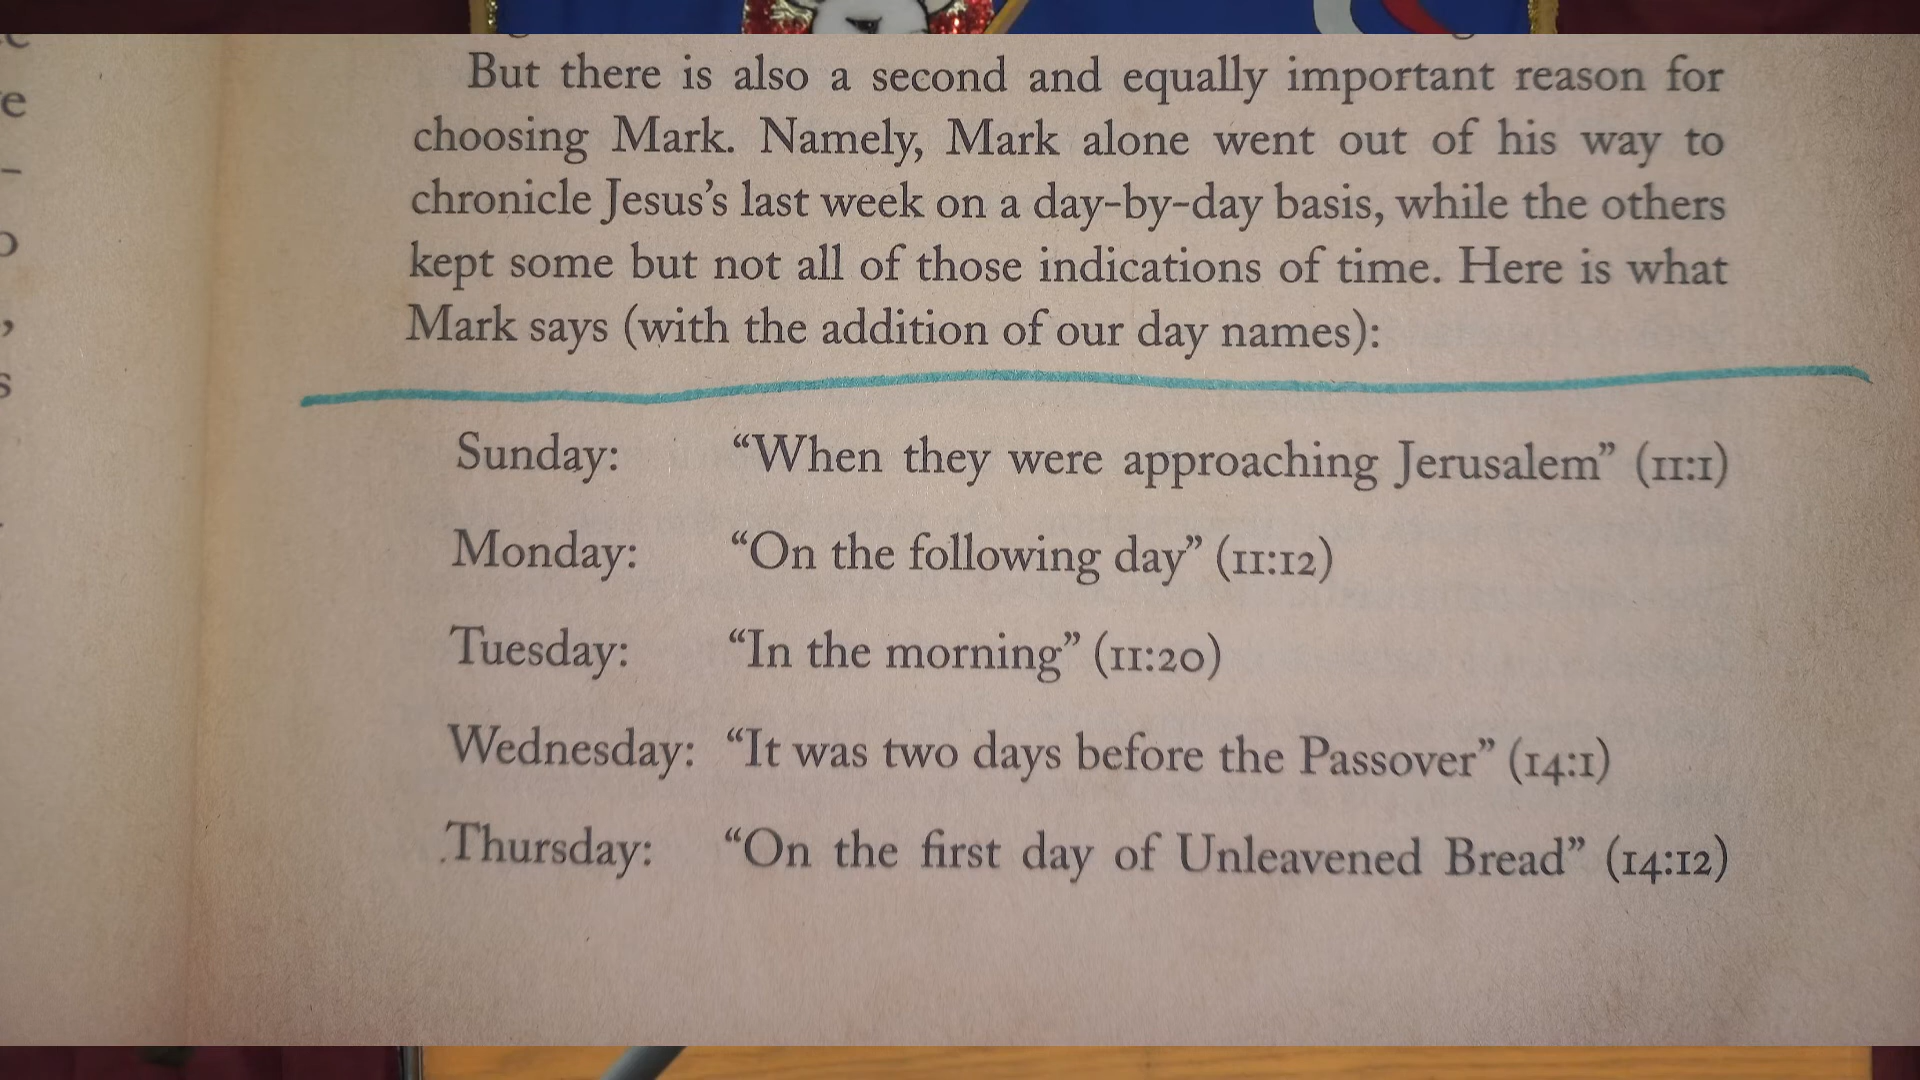 But there is also a second and equally important reason for
choosing Mark. Namely, Mark alone went out of his way to
chronicle Jesus's last week on a day-by-day basis, while the others
kept some but not all of those indications of time. Here is what
Mark says (with the addition of our day names):
Sunday: “When they were approaching Jerusalem” (11:1)
Monday: “On the following day” (11:12)
Tuesday: “In the morning” (11:20)
Wednesday: “It was two days before the Passover” (14:1)
Thursday: “On the first day of Unleavened Bread” (14:12)